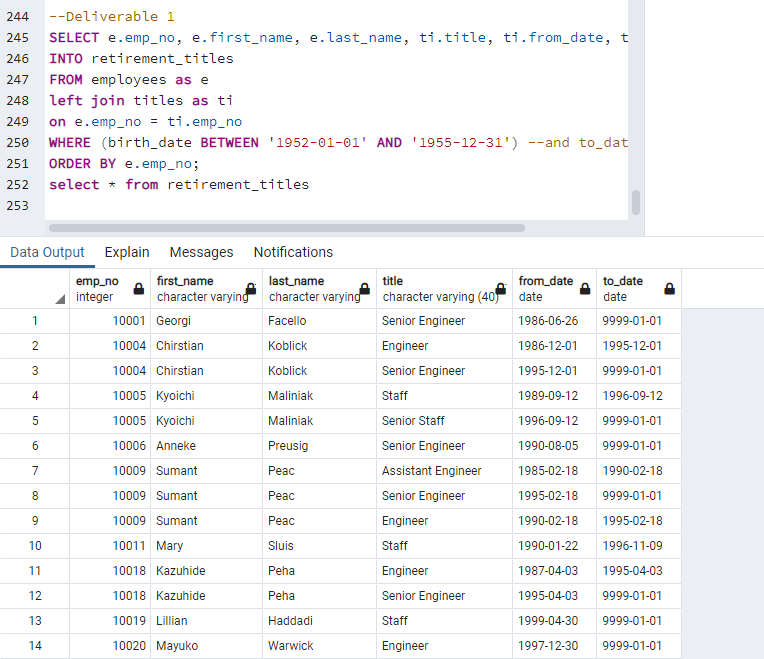 244 --Deliverable 1
245 SELECT e.emp_no, e.first_name, e.last_name, ti.title, ti.from_date, t
246 INTO retirement_titles
247 FROM employees as e
248 left join titles as ti
249 on e.emp_no = ti.emp_no
250 WHERE (birth_date BETWEEN '1952-01-01' AND '1955-12-31') --and to_dat
251 ORDER BY e.emp_no;
252 select * from retirement_titles
253
Data Output Explain Messages Notifications
emp_no first_name last_name title from_date to_date
integer character varying character varying character varying (40) date date
1 10001 Georgi Facello Senior Engineer 1986-06-26 9999-01-01
2 10004 Chirstian Koblick Engineer 1986-12-01 1995-12-01
3 10004 Chirstian Koblick Senior Engineer 1995-12-01 9999-01-01
4 10005 Kyoichi Maliniak Staff 1989-09-12 1996-09-12
5 10005 Kyoichi Maliniak Senior Staff 1996-09-12 9999-01-01
6 10006 Anneke Preusig Senior Engineer 1990-08-05 9999-01-01
7 10009 Sumant Peac Assistant Engineer 1985-02-18 1990-02-18
8 10009 Sumant Peac Senior Engineer 1995-02-18 9999-01-01
9 10009 Sumant Peac Engineer 1990-02-18 1995-02-18
10 10011 Mary Sluis Staff 1990-01-22 1996-11-09
11 10018 Kazuhide Peha Engineer 1987-04-03 1995-04-03
12 10018 Kazuhide Peha Senior Engineer 1995-04-03 9999-01-01
13 10019 Lillian Haddadi Staff 1999-04-30 9999-01-01
14 10020 Mayuko Warwick Engineer 1997-12-30 9999-01-01